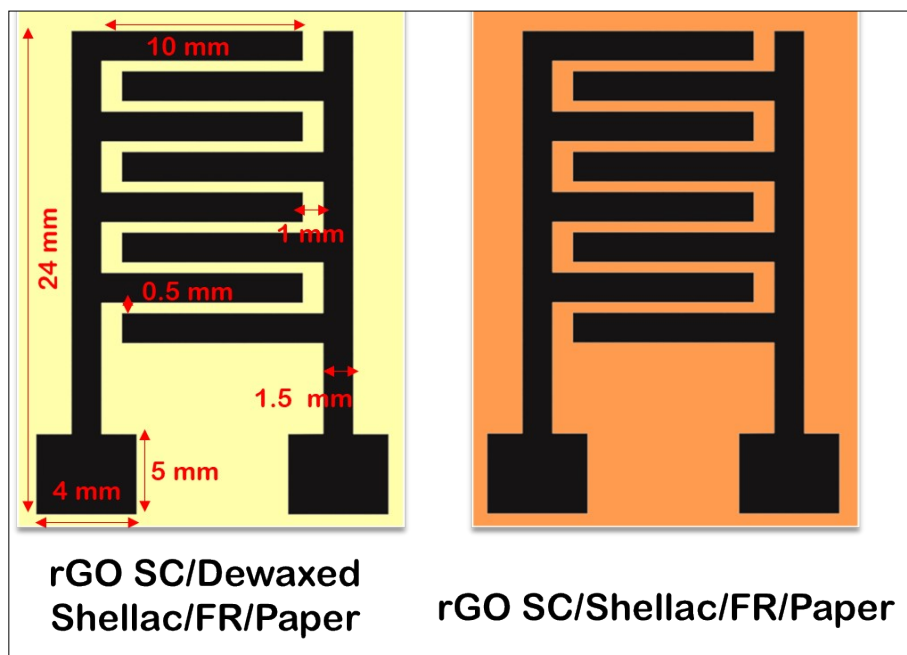 10 mm
24 mm
1 mm
0.5 mm
1.5 mm
5 mm
4 mm
rGO SC/Dewaxed
Shellac/FR/Paper
rGO SC/Shellac/FR/Paper